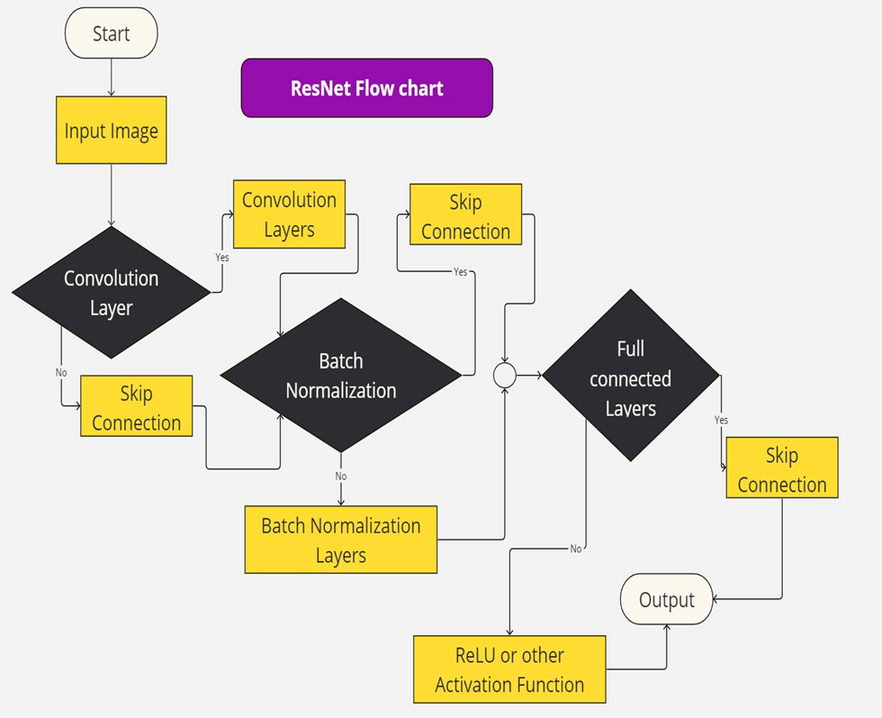 Start
ResNet Flow chart
Input Image
Convolution
Layer
Yes
Convolution
Layers
No
Skip
Connection
Batch
Normalization
Yes
Skip
Connection
No
Batch Normalization
Layers
Full
connected
Layers
Yes
Skip
Connection
No
ReLU or other
Activation Function
Output